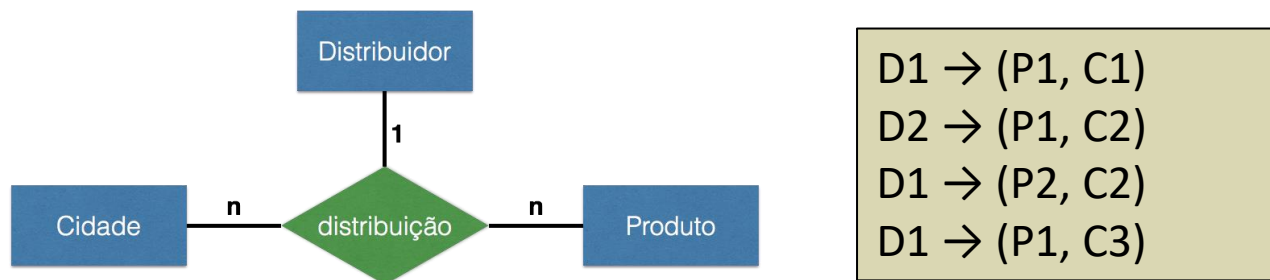 Distribuidor
1
Cidade
n
distribuição
n
Produto
D1 → (P1, C1)
D2 → (P1, C2)
D1 → (P2, C2)
D1 → (P1, C3)